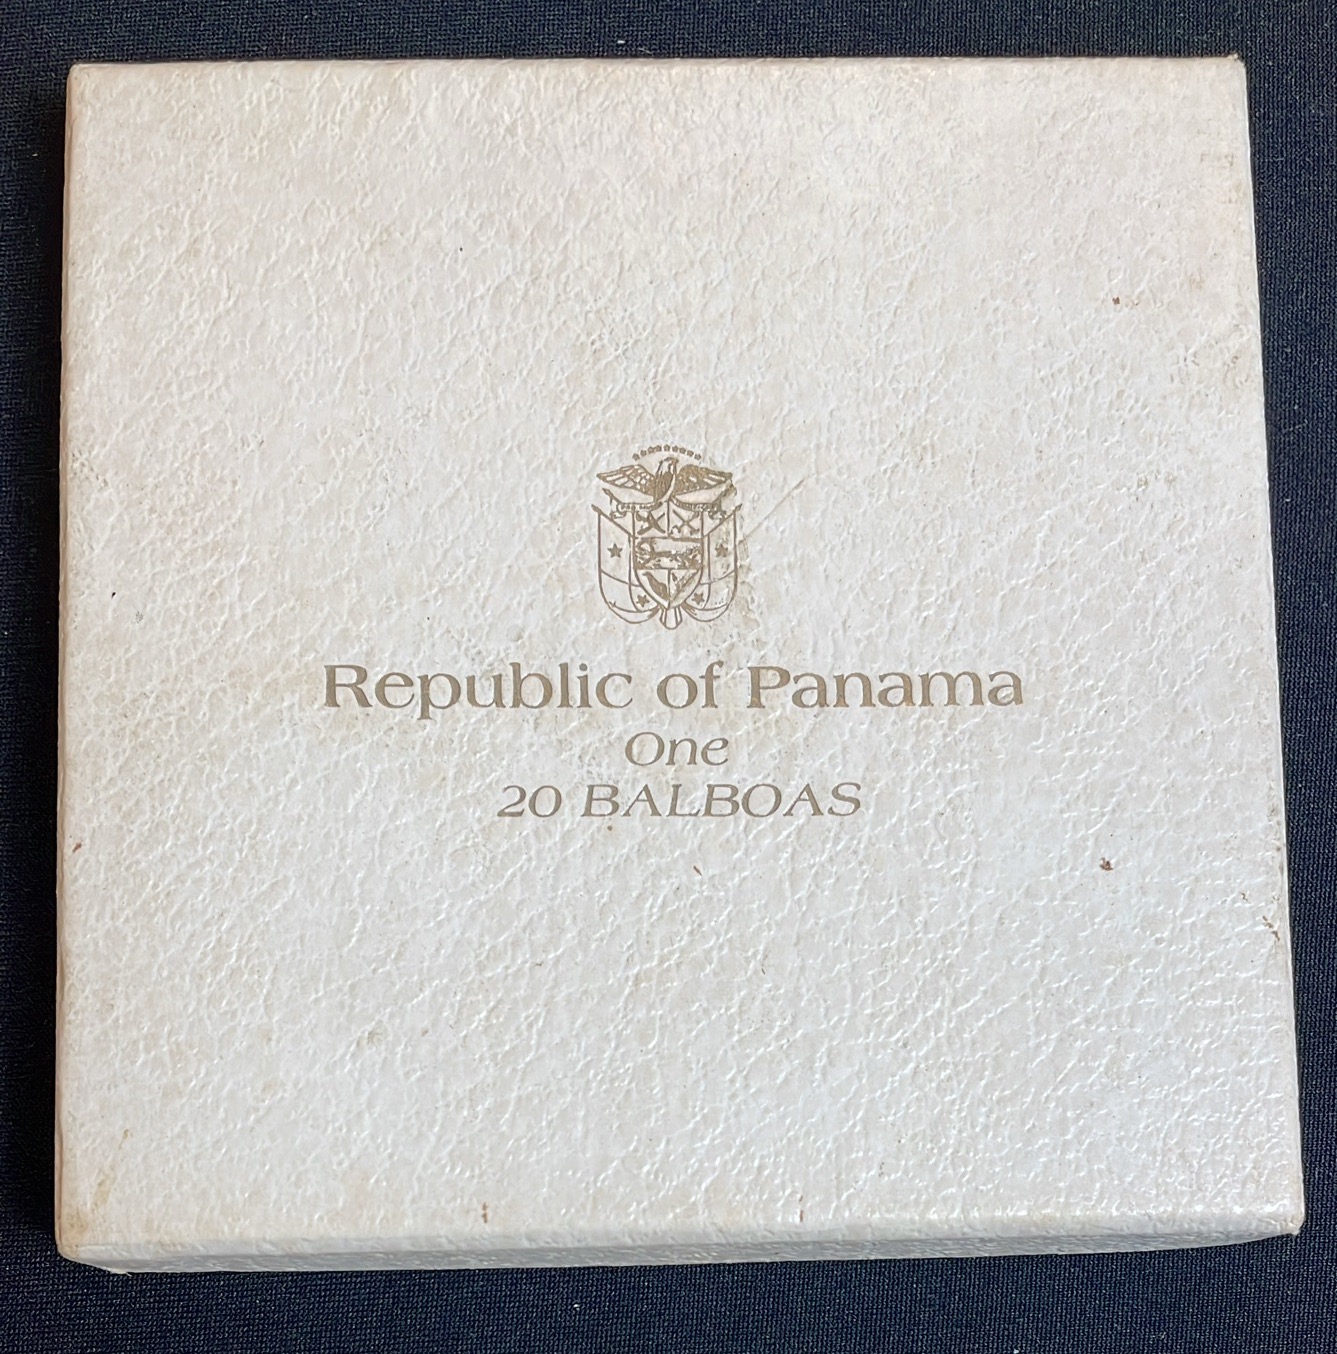 Republic of Panama
One
20 BALBOAS